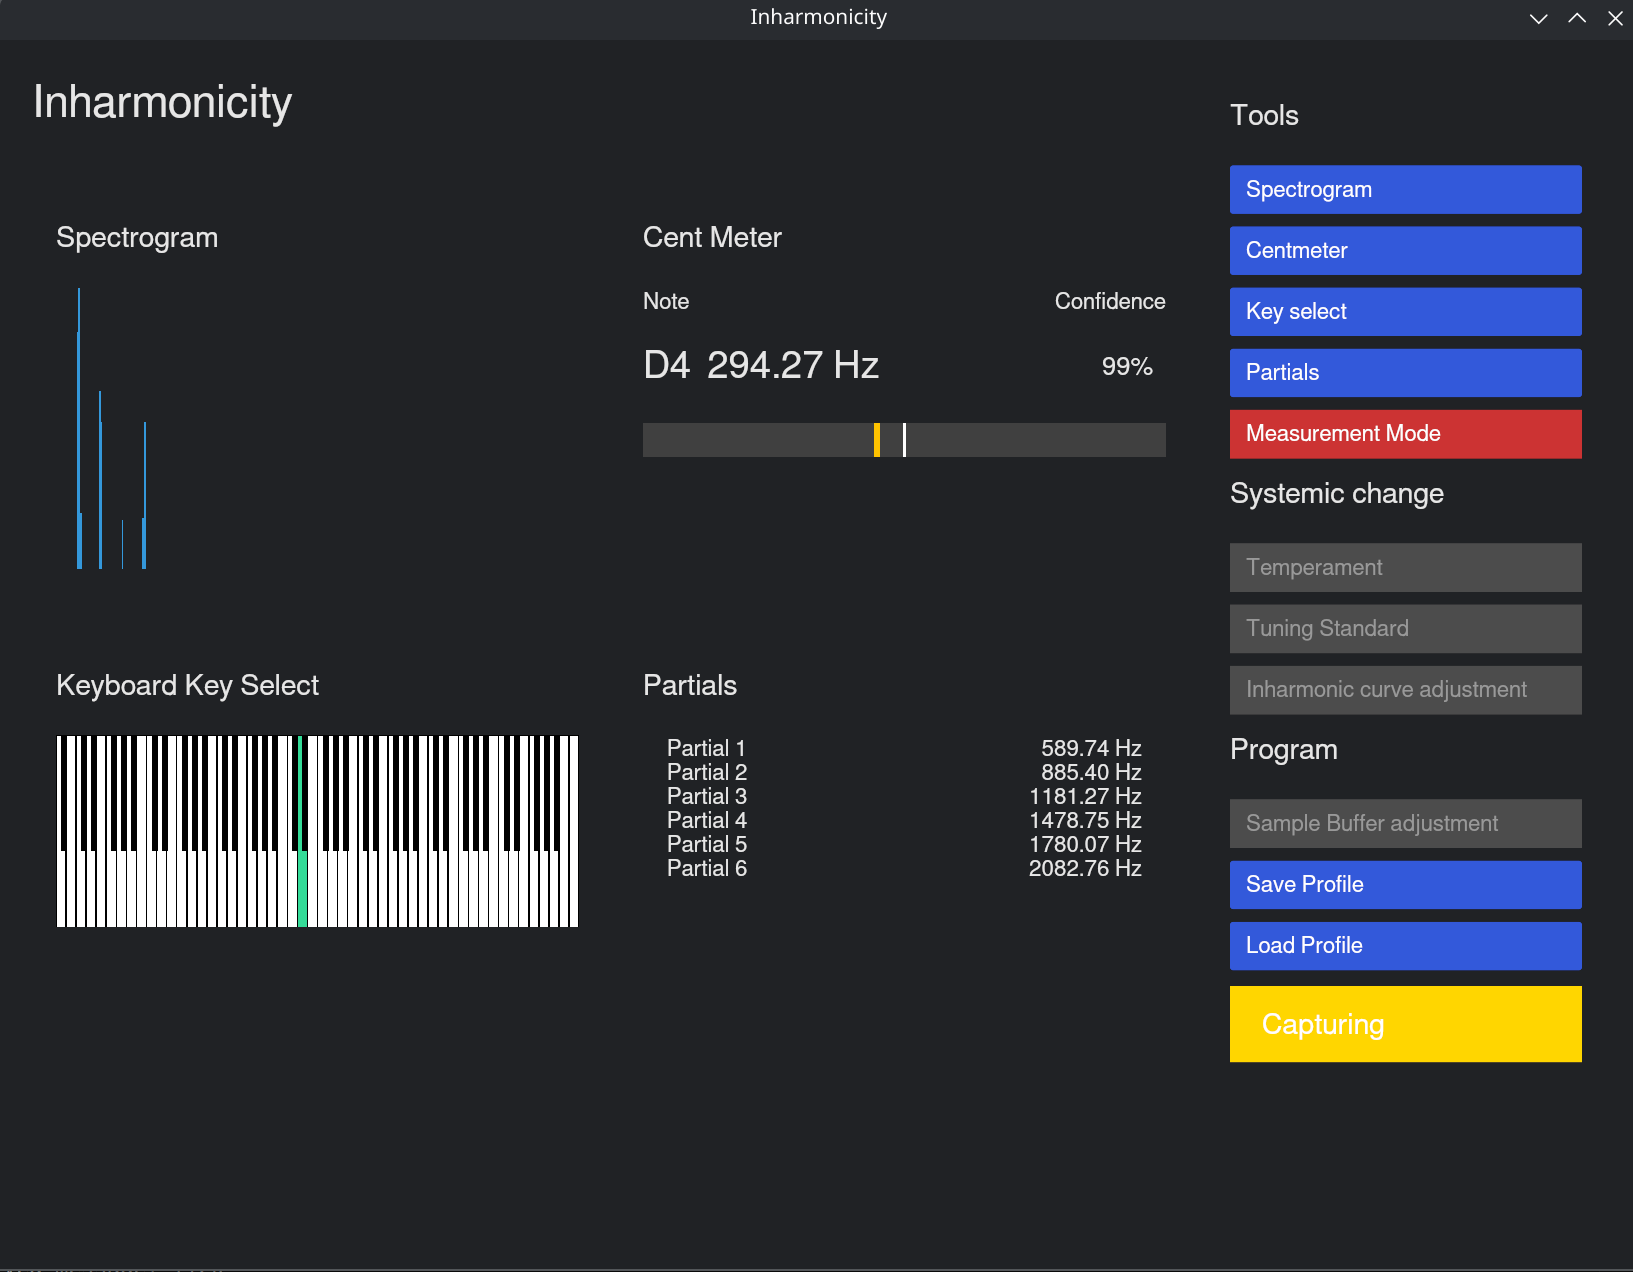 Inharmonicity
Inharmonicity
Spectrogram
Cent Meter
Note
Confidence
D4 294.27 Hz
99%
Keyboard Key Select
Partials
Partial 1 589.74 Hz
Partial 2 885.40 Hz
Partial 3 1181.27 Hz
Partial 4 1478.75 Hz
Partial 5 1780.07 Hz
Partial 6 2082.76 Hz
Tools
Spectrogram
Centmeter
Key select
Partials
Measurement Mode
Systemic change
Temperament
Tuning Standard
Inharmonic curve adjustment
Program
Sample Buffer adjustment
Save Profile
Load Profile
Capturing